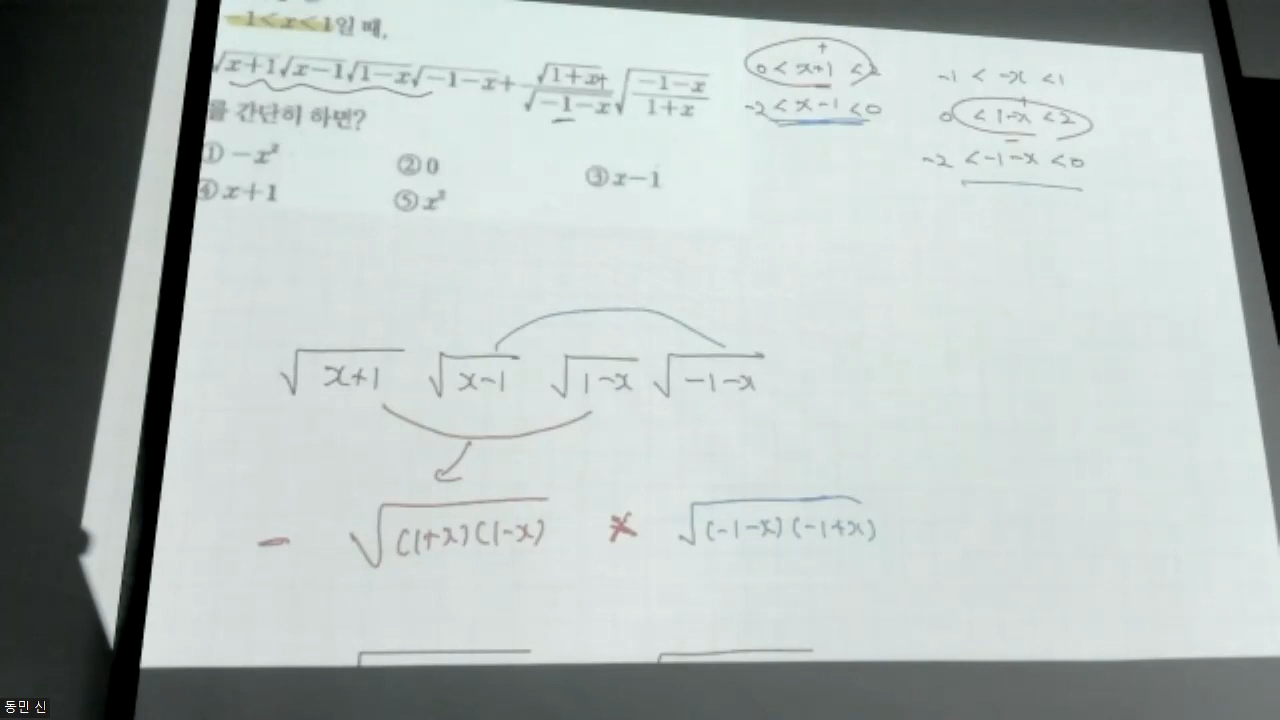 -1<x<1일 때,
√x+1√x-1√1-x√-1-x+ √1+x/√-1-x √-1-x/1+x
를 간단히 하면?
① -x² ② 0 ③ x-1
④ x+1 ⑤ x²
+
0 < x+1 < 2
-2 < x-1 < 0
-1 < -x < 1
+
0 < 1-x < 2
-2 < -1-x < 0
√x+1 √x-1 √1-x √-1-x
- √(1+x)(1-x) × √(-1-x)(-1+x)
동민 신